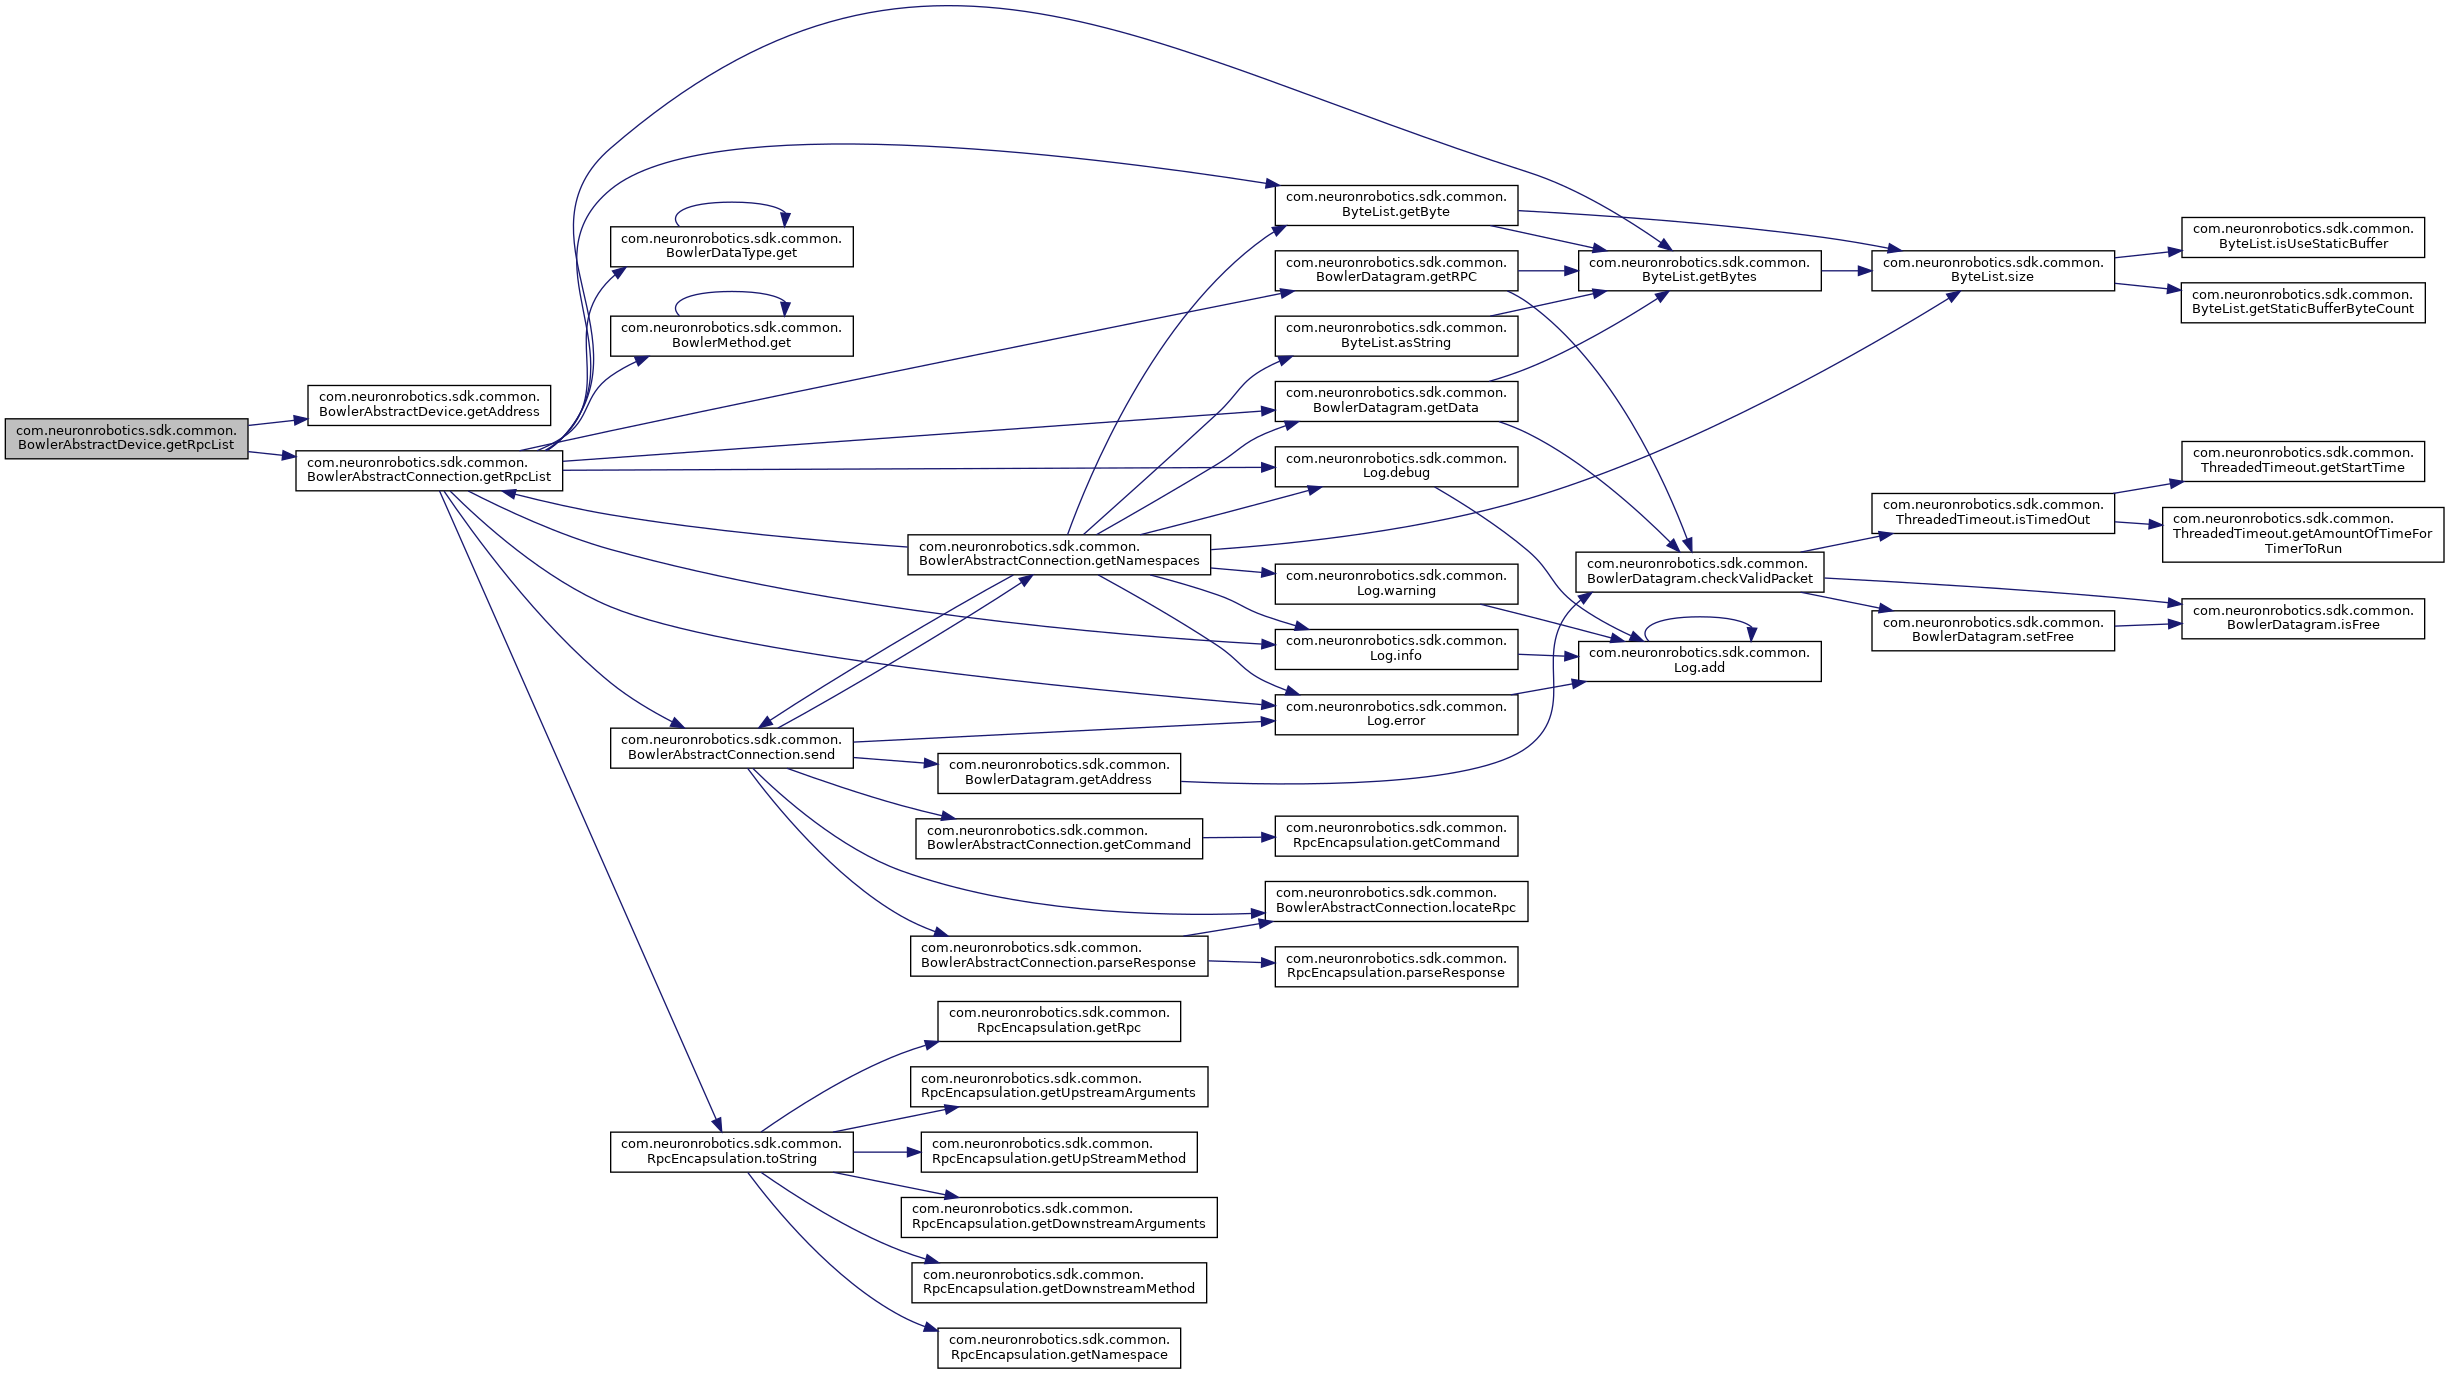 com.neuronrobotics.sdk.common.
BowlerAbstractDevice.getRpcList
com.neuronrobotics.sdk.common.
BowlerAbstractDevice.getAddress
com.neuronrobotics.sdk.common.
BowlerAbstractConnection.getRpcList
com.neuronrobotics.sdk.common.
BowlerDataType.get
com.neuronrobotics.sdk.common.
BowlerMethod.get
com.neuronrobotics.sdk.common.
BowlerAbstractConnection.send
com.neuronrobotics.sdk.common.
RpcEncapsulation.toString
com.neuronrobotics.sdk.common.
BowlerAbstractConnection.getNamespaces
com.neuronrobotics.sdk.common.
BowlerDatagram.getAddress
com.neuronrobotics.sdk.common.
BowlerAbstractConnection.getCommand
com.neuronrobotics.sdk.common.
BowlerAbstractConnection.parseResponse
com.neuronrobotics.sdk.common.
RpcEncapsulation.getRpc
com.neuronrobotics.sdk.common.
RpcEncapsulation.getUpstreamArguments
com.neuronrobotics.sdk.common.
RpcEncapsulation.getUpStreamMethod
com.neuronrobotics.sdk.common.
RpcEncapsulation.getDownstreamArguments
com.neuronrobotics.sdk.common.
RpcEncapsulation.getDownstreamMethod
com.neuronrobotics.sdk.common.
RpcEncapsulation.getNamespace
com.neuronrobotics.sdk.common.
ByteList.getByte
com.neuronrobotics.sdk.common.
BowlerDatagram.getRPC
com.neuronrobotics.sdk.common.
ByteList.asString
com.neuronrobotics.sdk.common.
BowlerDatagram.getData
com.neuronrobotics.sdk.common.
Log.debug
com.neuronrobotics.sdk.common.
Log.warning
com.neuronrobotics.sdk.common.
Log.info
com.neuronrobotics.sdk.common.
Log.error
com.neuronrobotics.sdk.common.
RpcEncapsulation.getCommand
com.neuronrobotics.sdk.common.
BowlerAbstractConnection.locateRpc
com.neuronrobotics.sdk.common.
RpcEncapsulation.parseResponse
com.neuronrobotics.sdk.common.
ByteList.getBytes
com.neuronrobotics.sdk.common.
BowlerDatagram.checkValidPacket
com.neuronrobotics.sdk.common.
Log.add
com.neuronrobotics.sdk.common.
ByteList.size
com.neuronrobotics.sdk.common.
ThreadedTimeout.isTimedOut
com.neuronrobotics.sdk.common.
BowlerDatagram.setFree
com.neuronrobotics.sdk.common.
ByteList.isUseStaticBuffer
com.neuronrobotics.sdk.common.
ByteList.getStaticBufferByteCount
com.neuronrobotics.sdk.common.
ThreadedTimeout.getStartTime
com.neuronrobotics.sdk.common.
ThreadedTimeout.getAmountOfTimeFor
TimerToRun
com.neuronrobotics.sdk.common.
BowlerDatagram.isFree